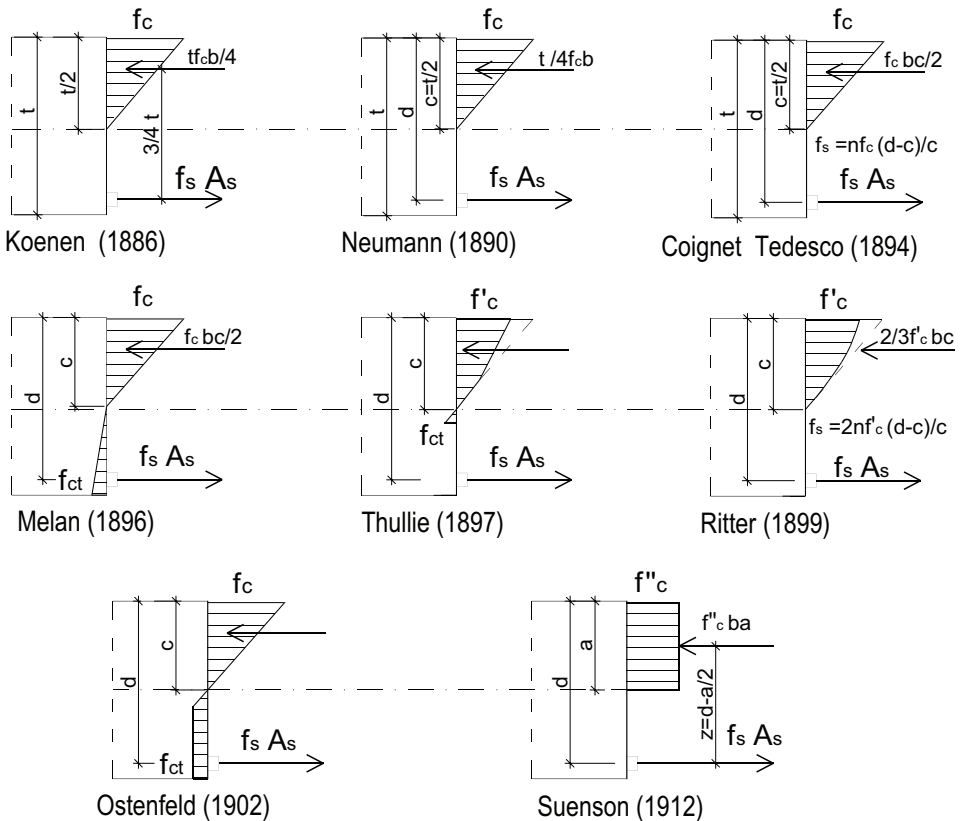 fc
tfcb/4
t/2
t
3/4 t
fs As
Koenen (1886)
fc
t /4fcb
c=t/2
d
t
fs As
Neumann (1890)
fc
fc bc/2
c=t/2
d
t
fs =nfc (d-c)/c
fs As
Coignet Tedesco (1894)
fc
fc bc/2
c
d
fct
fs As
Melan (1896)
f'c
c
d
fct
fs As
Thullie (1897)
f'c
2/3f'c bc
c
d
fs =2nf'c (d-c)/c
fs As
Ritter (1899)
fc
c
d
fct
fs As
Ostenfeld (1902)
f"c
f"c ba
a
d
z=d-a/2
fs As
Suenson (1912)